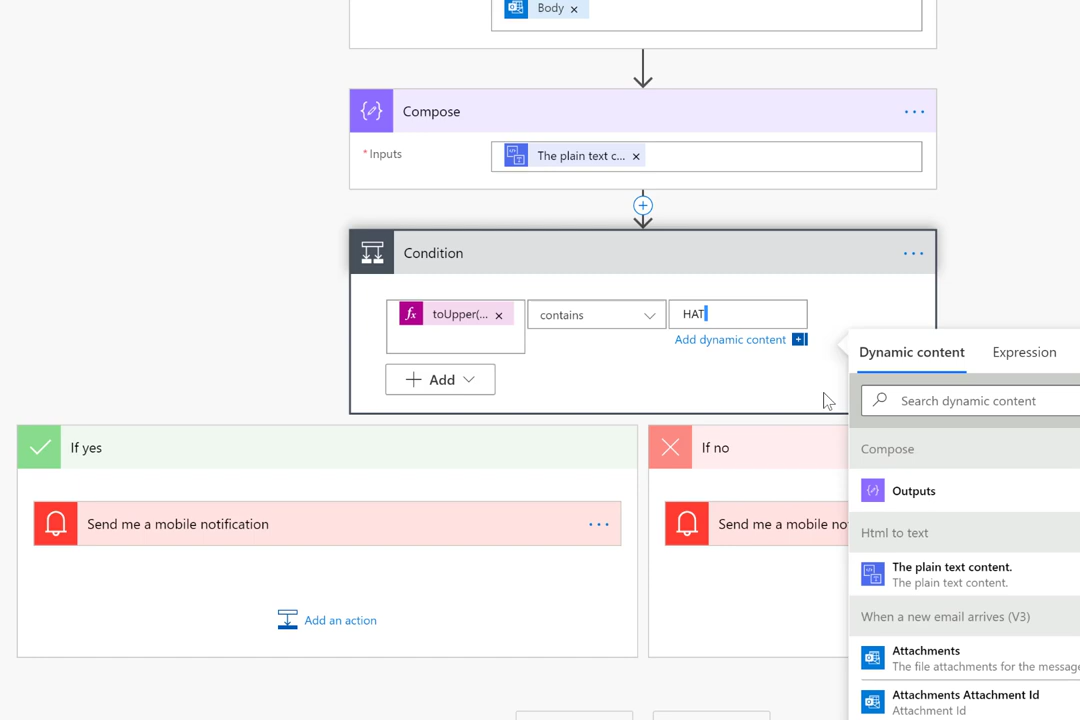 Body ×
Compose ...
* Inputs
The plain text c... ×
Condition ...
fx toUpper(... ×
contains
HAT
Add dynamic content
Add
Dynamic content Expression
Search dynamic content
Compose
Outputs
Html to text
The plain text content.
The plain text content.
When a new email arrives (V3)
Attachments
The file attachments for the message
Attachments Attachment Id
Attachment Id
If yes
Send me a mobile notification ...
Add an action
If no
Send me a mobile no